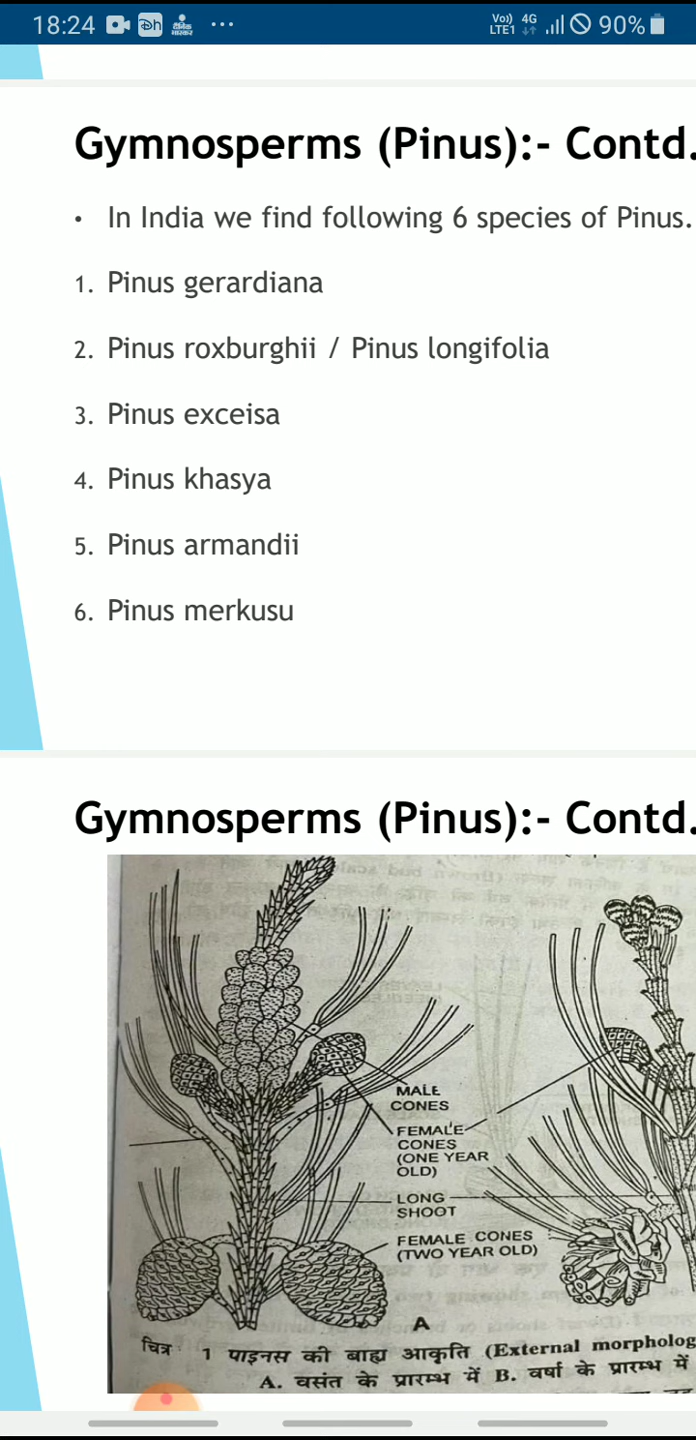 18:24
Vo)) 4G
LTE1
90%
Gymnosperms (Pinus):- Contd.
• In India we find following 6 species of Pinus.
1. Pinus gerardiana
2. Pinus roxburghii / Pinus longifolia
3. Pinus exceisa
4. Pinus khasya
5. Pinus armandii
6. Pinus merkusu
Gymnosperms (Pinus):- Contd.
MALE
CONES
FEMALE
CONES
(ONE YEAR
OLD)
LONG
SHOOT
FEMALE CONES
(TWO YEAR OLD)
A
चित्र 1 पाइनस की बाह्य आकृति (External morpholog
A. वसंत के प्रारम्भ में B. वर्षा के प्रारम्भ में